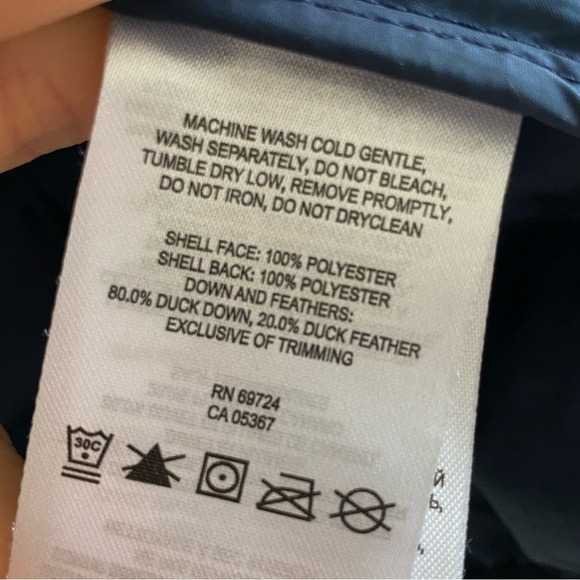 MACHINE WASH COLD GENTLE,
WASH SEPARATELY, DO NOT BLEACH,
TUMBLE DRY LOW, REMOVE PROMPTLY,
DO NOT IRON, DO NOT DRYCLEAN
SHELL FACE: 100% POLYESTER
SHELL BACK: 100% POLYESTER
DOWN AND FEATHERS:
80.0% DUCK DOWN, 20.0% DUCK FEATHER
EXCLUSIVE OF TRIMMING
RN 69724
CA 05367
30C